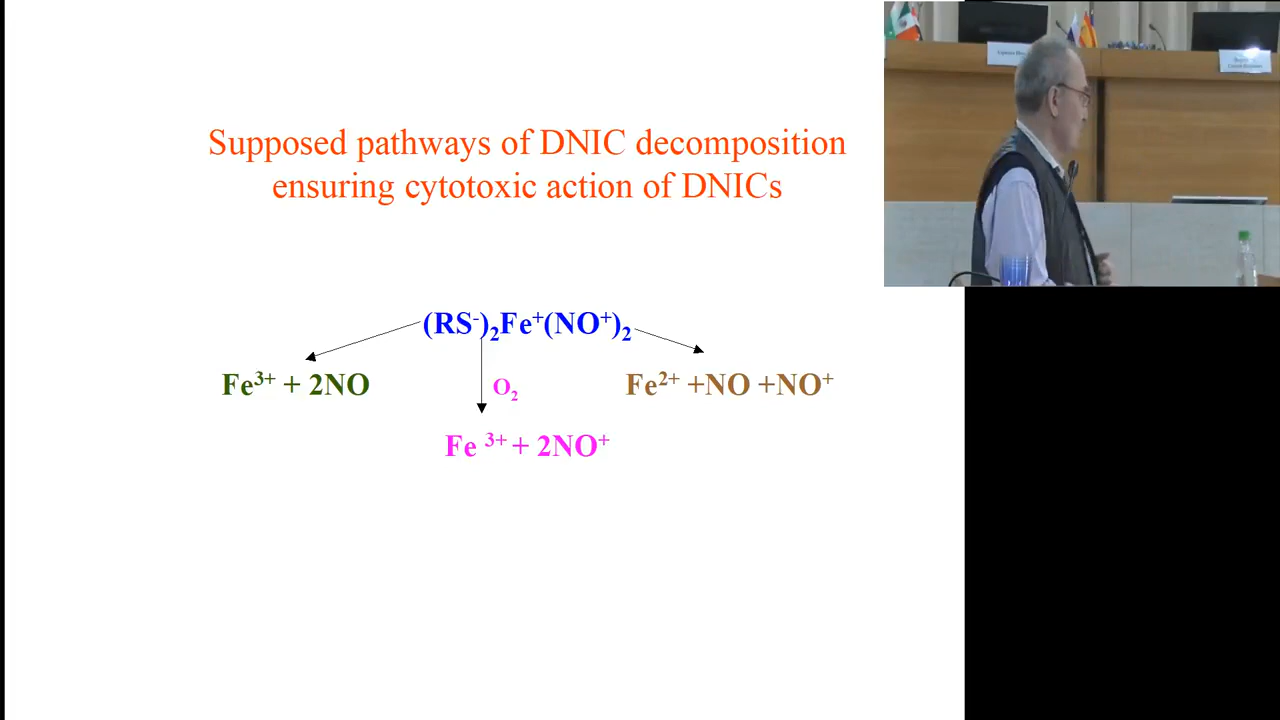 Supposed pathways of DNIC decomposition
ensuring cytotoxic action of DNICs
(RS⁻)₂Fe⁺(NO⁺)₂
Fe³⁺ + 2NO
O₂
Fe²⁺ +NO +NO⁺
Fe ³⁺ + 2NO⁺